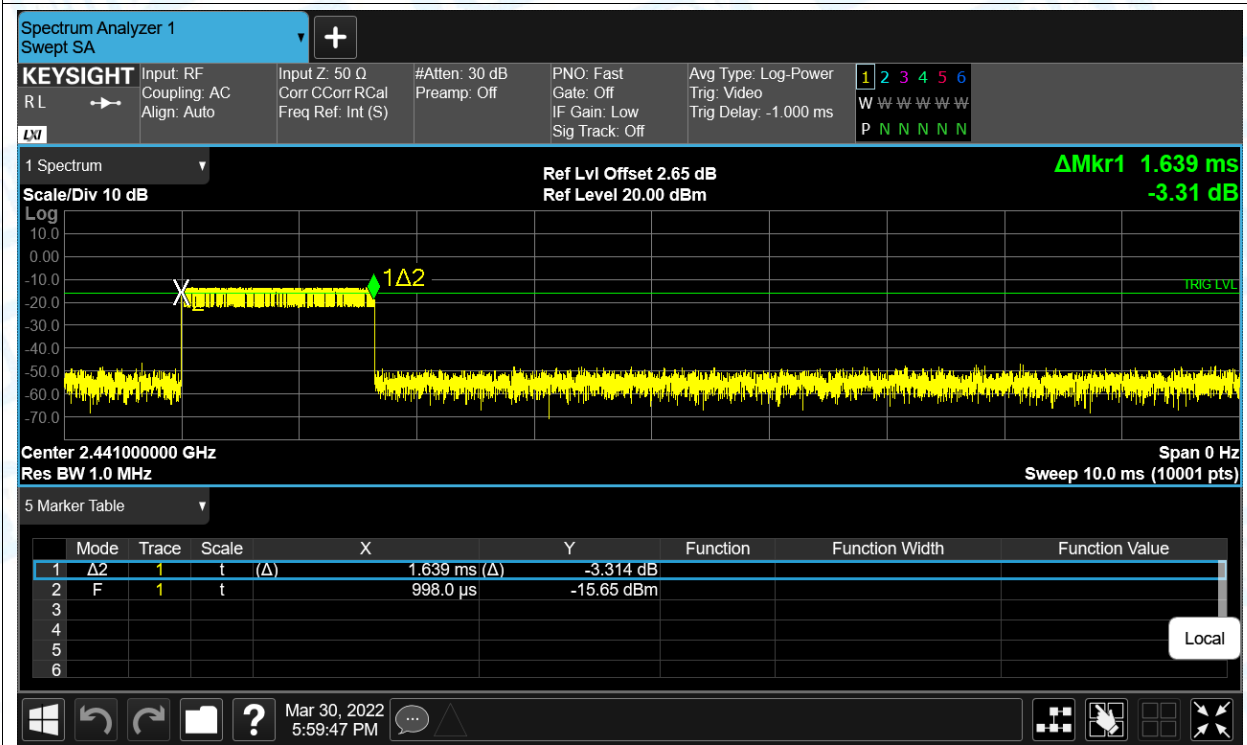 Spectrum Analyzer 1
Swept SA
+
KEYSIGHT Input: RF Input Z: 50 Ω #Atten: 30 dB PNO: Fast Avg Type: Log-Power 1 2 3 4 5 6
R L Coupling: AC Corr CCorr RCal Preamp: Off Gate: Off Trig: Video W W W W W W
Align: Auto Freq Ref: Int (S) IF Gain: Low Trig Delay: -1.000 ms
LXI Sig Track: Off P N N N N N
1 Spectrum Ref Lvl Offset 2.65 dB ΔMkr1 1.639 ms
Scale/Div 10 dB Ref Level 20.00 dBm -3.31 dB
Log
10.0
0.00
-10.0 1Δ2 TRIG LVL
X
-20.0 2
-30.0
-40.0
-50.0
-60.0
-70.0
Center 2.441000000 GHz Span 0 Hz
Res BW 1.0 MHz Sweep 10.0 ms (10001 pts)
5 Marker Table
Mode Trace Scale X Y Function Function Width Function Value
1 Δ2 1 t (Δ) 1.639 ms (Δ) -3.314 dB
2 F 1 t 998.0 µs -15.65 dBm
3
4
5
6
Local
? Mar 30, 2022
5:59:47 PM